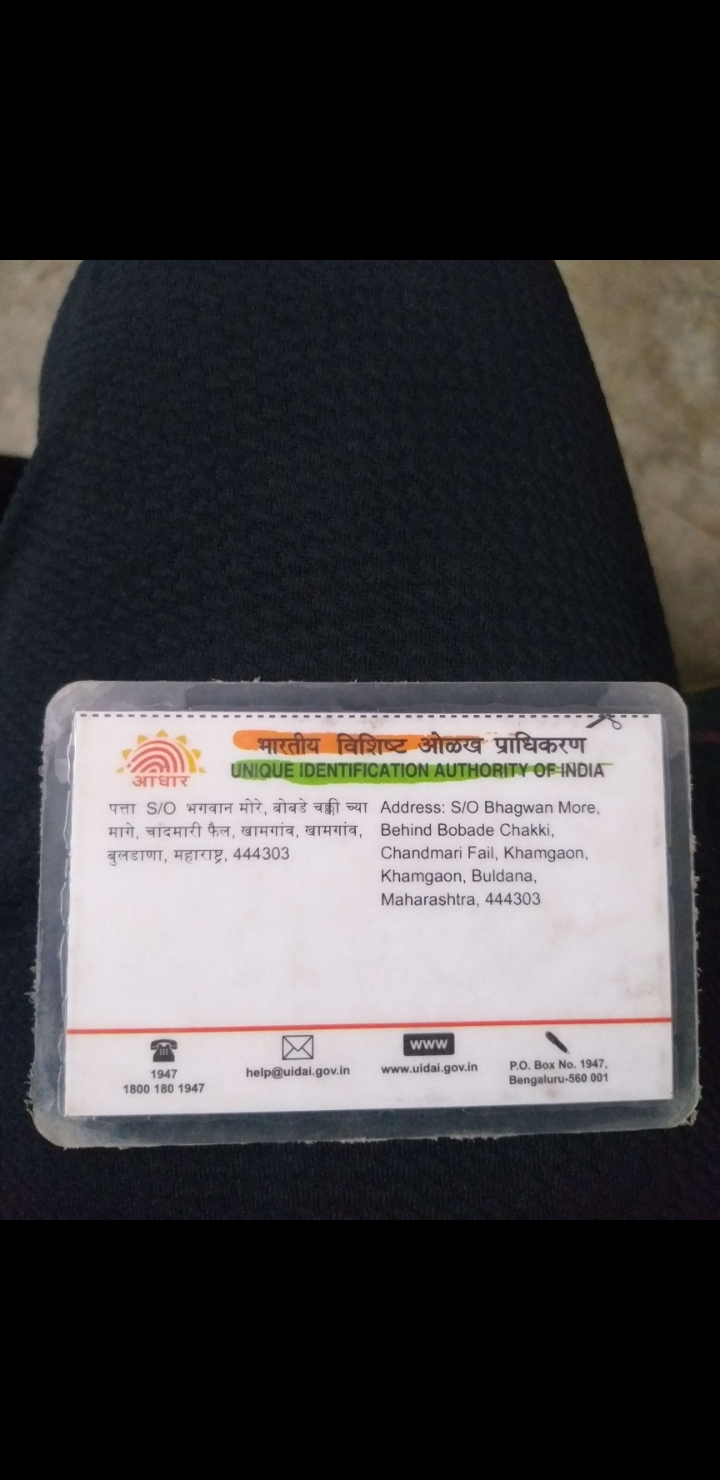 आधार
भारतीय विशिष्ट ओळख प्राधिकरण
UNIQUE IDENTIFICATION AUTHORITY OF INDIA
पत्ता S/O भगवान मोरे, बोबडे चक्की च्या
मागे, चांदमारी फैल, खामगांव, खामगांव,
बुलडाणा, महाराष्ट्र, 444303
Address: S/O Bhagwan More,
Behind Bobade Chakki,
Chandmari Fail, Khamgaon,
Khamgaon, Buldana,
Maharashtra, 444303
1947
1800 180 1947
help@uidai.gov.in
www
www.uidai.gov.in
P.O. Box No. 1947,
Bengaluru-560 001